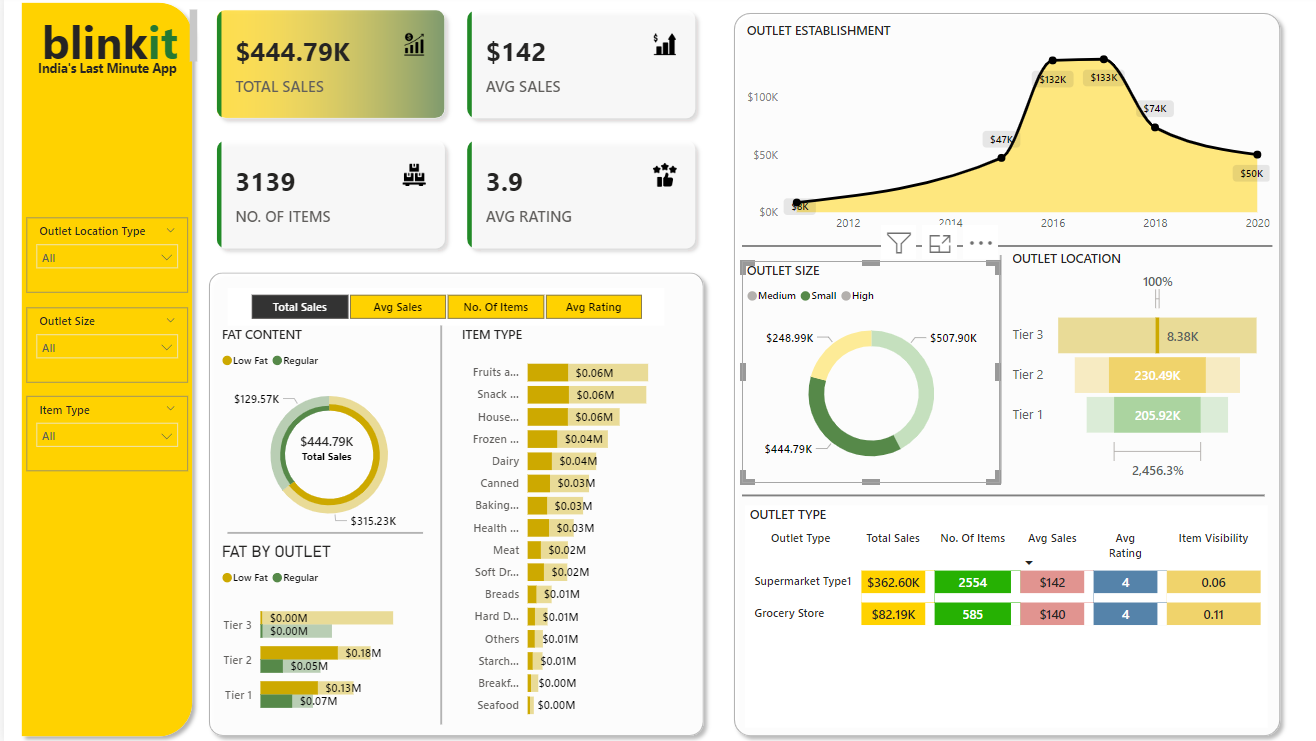 blinkit
India's Last Minute App
Outlet Location Type
All
Outlet Size
All
Item Type
All
$444.79K
TOTAL SALES
$142
AVG SALES
3139
NO. OF ITEMS
3.9
AVG RATING
Total Sales
Avg Sales
No. Of Items
Avg Rating
FAT CONTENT
Low Fat Regular
$129.57K
$444.79K
Total Sales
$315.23K
FAT BY OUTLET
Low Fat Regular
Tier 3 $0.00M
$0.00M
Tier 2 $0.18M
$0.05M
Tier 1 $0.13M
$0.07M
ITEM TYPE
Fruits a... $0.06M
Snack ... $0.06M
House... $0.06M
Frozen ... $0.04M
Dairy $0.04M
Canned $0.03M
Baking... $0.03M
Health ... $0.03M
Meat $0.02M
Soft Dr... $0.02M
Breads $0.01M
Hard D... $0.01M
Others $0.01M
Starch... $0.01M
Breakf... $0.00M
Seafood $0.00M
OUTLET ESTABLISHMENT
$100K
$50K
$0K
$8K
$47K
$132K
$133K
$74K
$50K
2012 2014 2016 2018 2020
OUTLET SIZE
Medium Small High
$248.99K
$507.90K
$444.79K
OUTLET LOCATION
100%
Tier 3 8.38K
Tier 2 230.49K
Tier 1 205.92K
2,456.3%
OUTLET TYPE
Outlet Type Total Sales No. Of Items Avg Sales Avg Rating Item Visibility
Supermarket Type1 $362.60K 2554 $142 4 0.06
Grocery Store $82.19K 585 $140 4 0.11